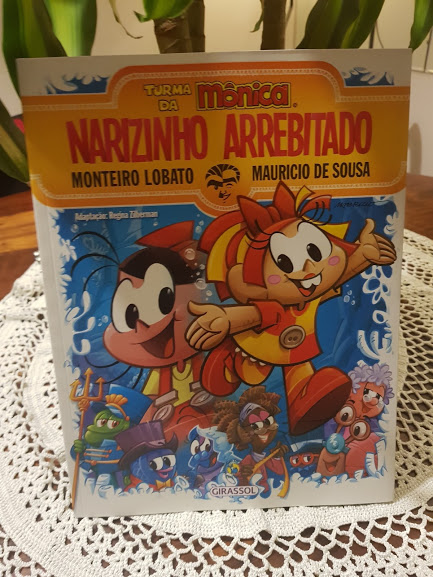 TURMA
DA mônica®
NARIZINHO ARREBITADO
MONTEIRO LOBATO MAURICIO DE SOUSA
Adaptação: Regina Zilberman
GIRASSOL